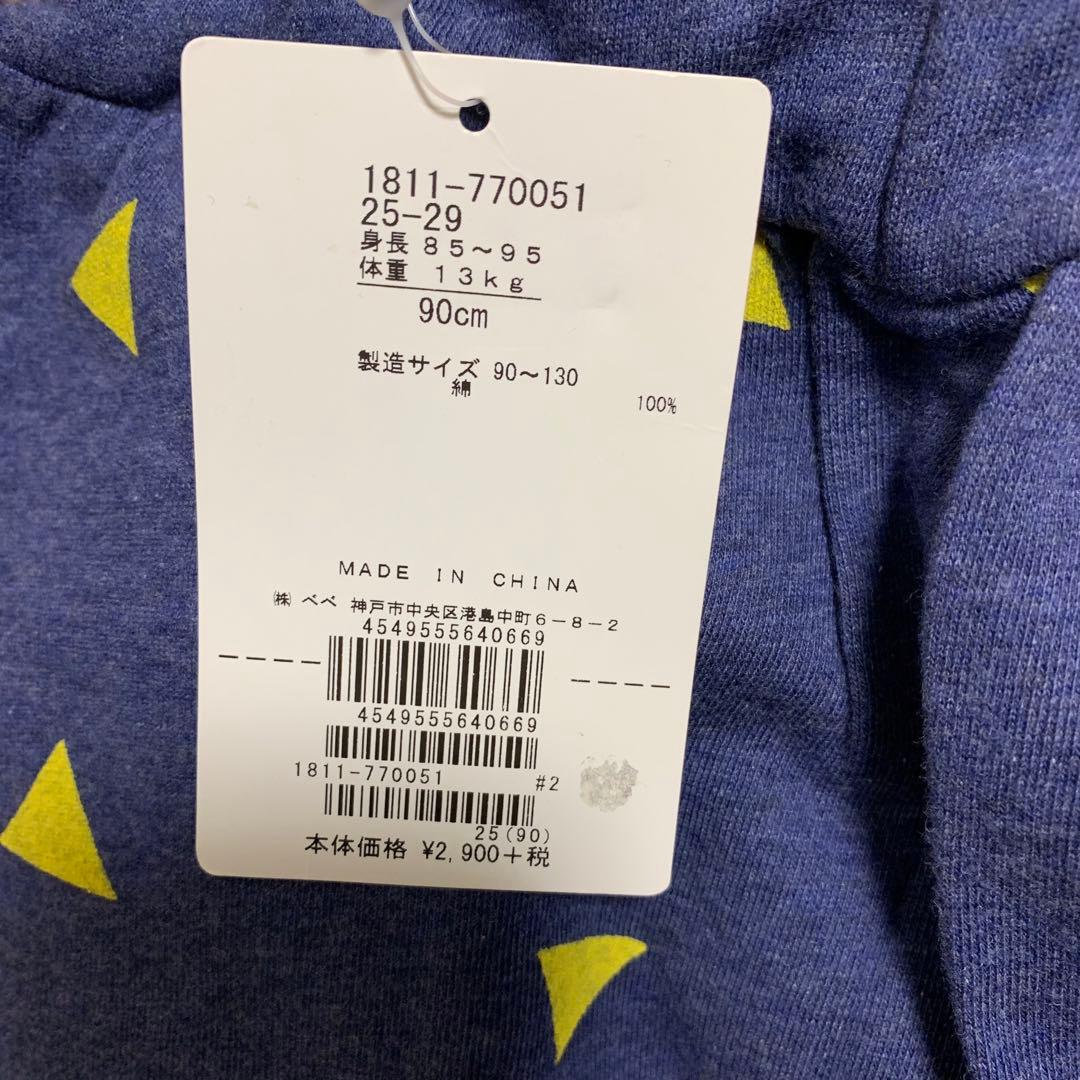 1811-770051
25-29
身長 85～95
体重 13kg
90cm
製造サイズ 90～130
綿 100%
MADE IN CHINA
㈱ べべ 神戸市中央区港島中町6-8-2
4549555640669
4549555640669
1811-770051 #2
25(90)
本体価格 ¥2,900+税